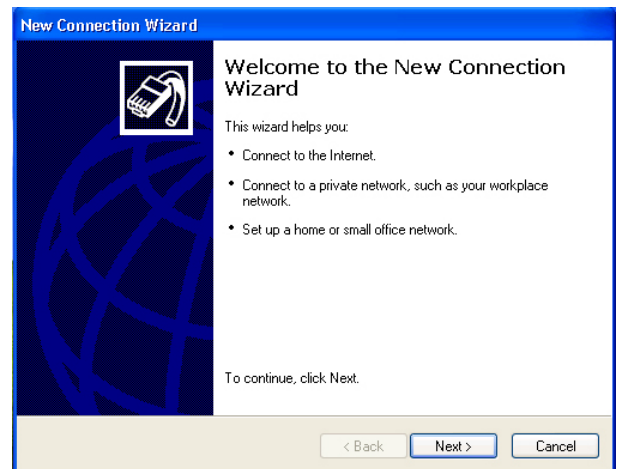 New Connection Wizard
Welcome to the New Connection
Wizard
This wizard helps you:
• Connect to the Internet.
• Connect to a private network, such as your workplace
network.
• Set up a home or small office network.
To continue, click Next.
< Back
Next >
Cancel